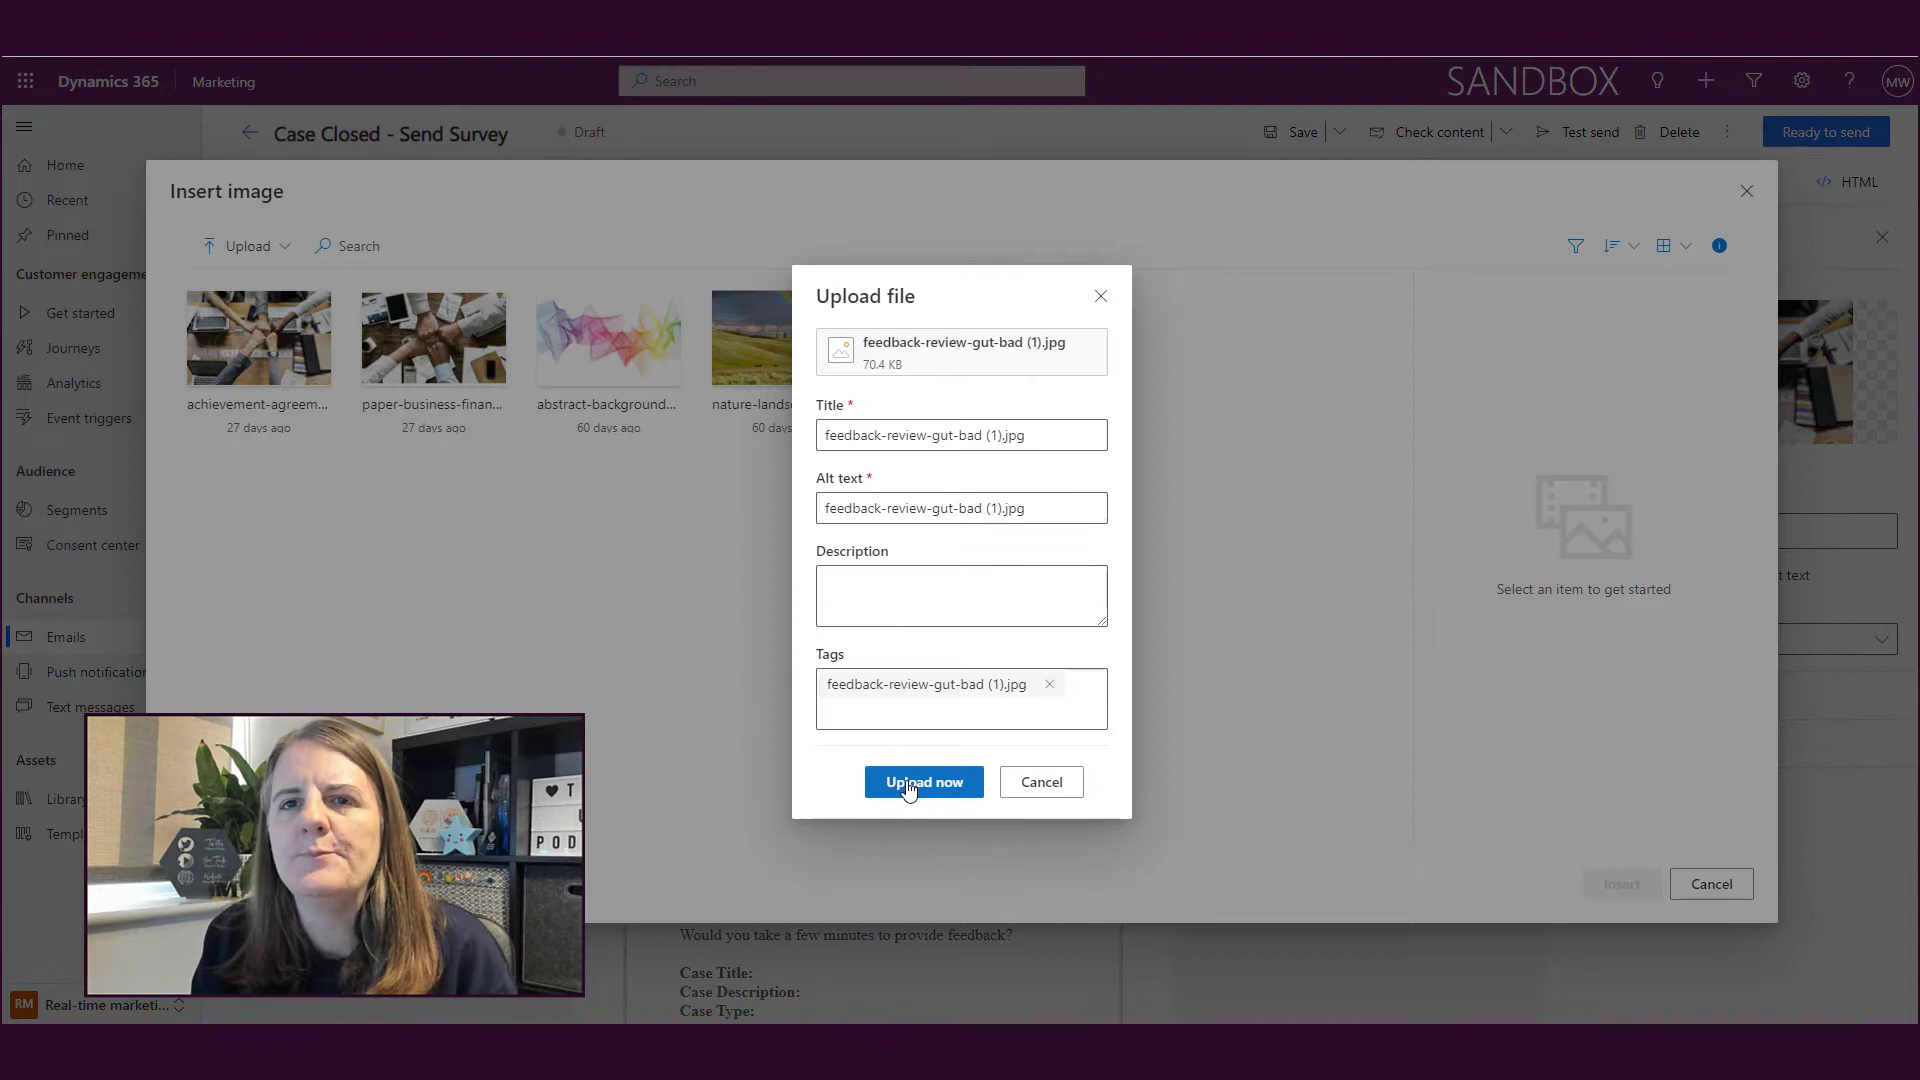 Dynamics 365
Marketing
Search
SANDBOX
MW
Case Closed - Send Survey
Draft
Save
Check content
Test send
Delete
Ready to send
Home
Recent
Pinned
Customer engageme
Get started
Journeys
Analytics
Event triggers
Audience
Segments
Consent center
Channels
Emails
Push notification
Text messages
Assets
Library
Templ
RM
Real-time marketi...
HTML
Insert image
Upload
Search
achievement-agreem...
27 days ago
paper-business-finan...
27 days ago
abstract-background...
60 days ago
nature-lands
60 days
Select an item to get started
t text
Insert
Cancel
Upload file
feedback-review-gut-bad (1).jpg
70.4 KB
Title *
feedback-review-gut-bad (1).jpg
Alt text *
feedback-review-gut-bad (1).jpg
Description
Tags
feedback-review-gut-bad (1).jpg
Upload now
Cancel
Would you take a few minutes to provide feedback?
Case Title:
Case Description:
Case Type:
T
U
POD